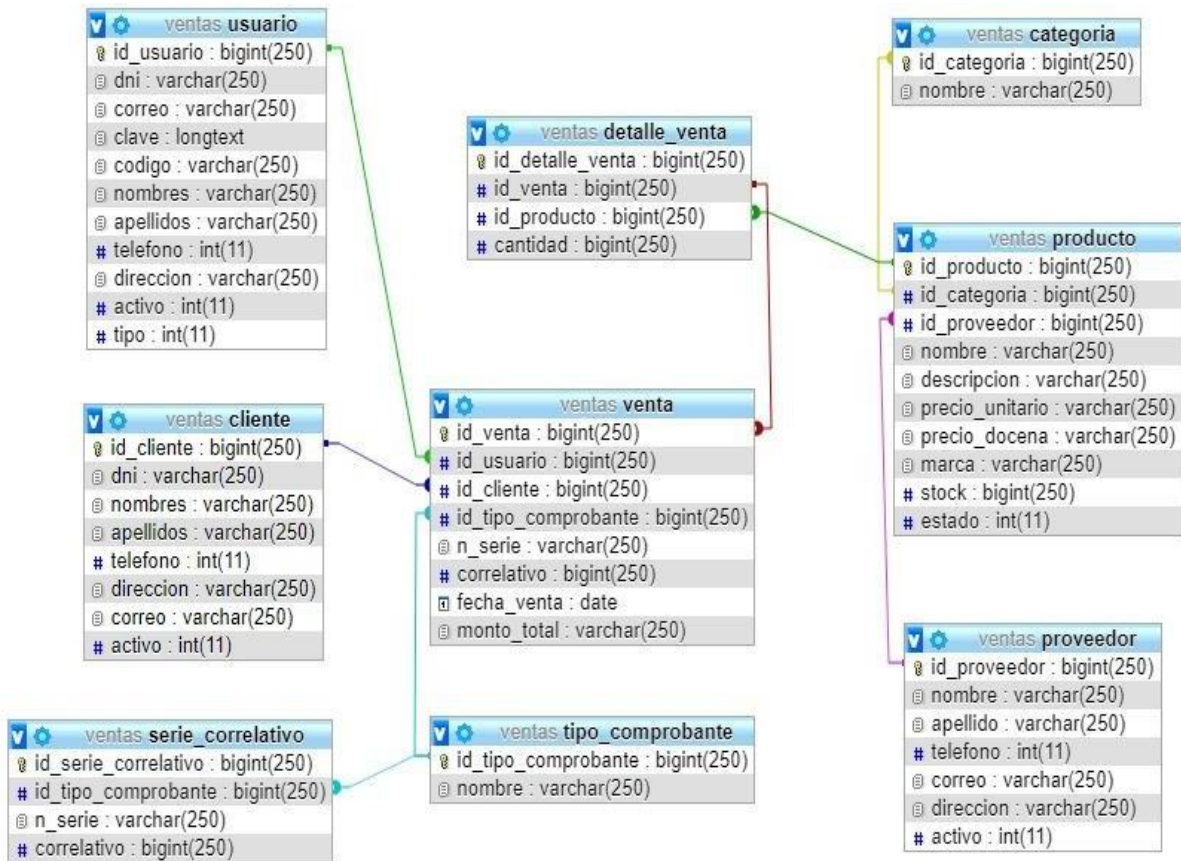 ventas usuario
id_usuario : bigint(250)
dni : varchar(250)
correo : varchar(250)
clave : longtext
codigo : varchar(250)
nombres : varchar(250)
apellidos : varchar(250)
# telefono : int(11)
direccion : varchar(250)
# activo : int(11)
# tipo : int(11)
ventas cliente
id_cliente : bigint(250)
dni : varchar(250)
nombres : varchar(250)
apellidos : varchar(250)
# telefono : int(11)
direccion : varchar(250)
correo : varchar(250)
# activo : int(11)
ventas serie_correlativo
id_serie_correlativo : bigint(250)
# id_tipo_comprobante : bigint(250)
n_serie : varchar(250)
# correlativo : bigint(250)
ventas detalle_venta
id_detalle_venta : bigint(250)
# id_venta : bigint(250)
# id_producto : bigint(250)
# cantidad : bigint(250)
ventas venta
id_venta : bigint(250)
# id_usuario : bigint(250)
# id_cliente : bigint(250)
# id_tipo_comprobante : bigint(250)
n_serie : varchar(250)
# correlativo : bigint(250)
fecha_venta : date
monto_total : varchar(250)
ventas tipo_comprobante
id_tipo_comprobante : bigint(250)
nombre : varchar(250)
ventas categoria
id_categoria : bigint(250)
nombre : varchar(250)
ventas producto
id_producto : bigint(250)
# id_categoria : bigint(250)
# id_proveedor : bigint(250)
nombre : varchar(250)
descripcion : varchar(250)
precio_unitario : varchar(250)
precio_docena : varchar(250)
marca : varchar(250)
# stock : bigint(250)
# estado : int(11)
ventas proveedor
id_proveedor : bigint(250)
nombre : varchar(250)
apellido : varchar(250)
# telefono : int(11)
correo : varchar(250)
direccion : varchar(250)
# activo : int(11)